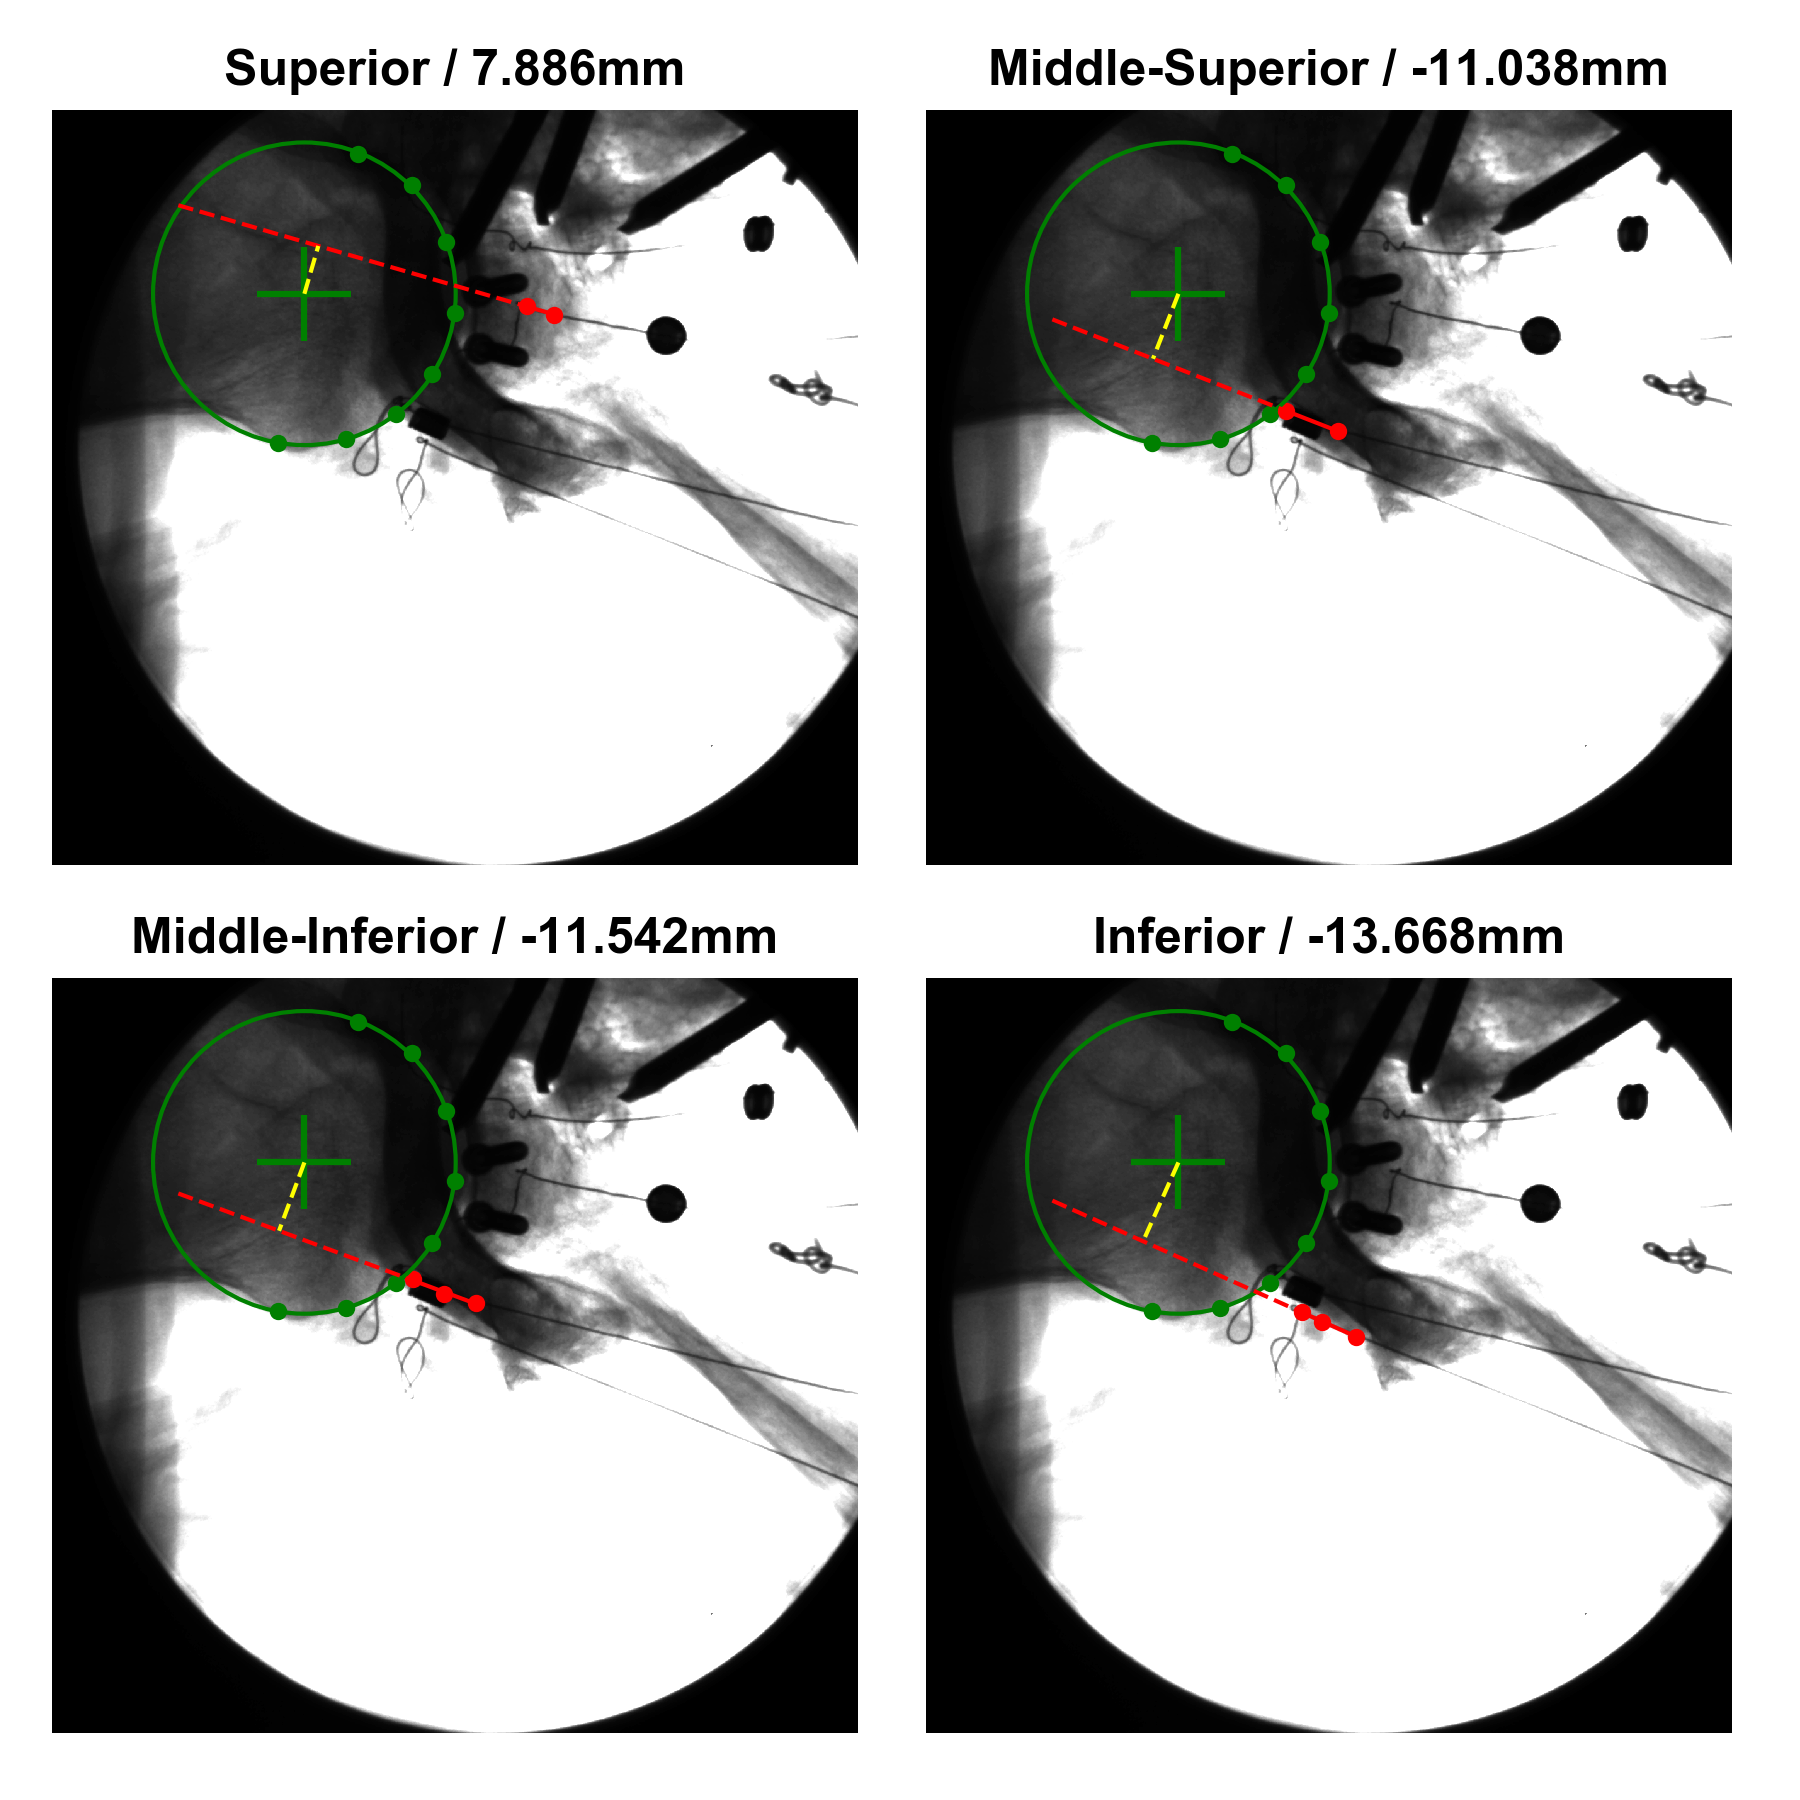 Superior / 7.886mm
Middle-Superior / -11.038mm
Middle-Inferior / -11.542mm
Inferior / -13.668mm